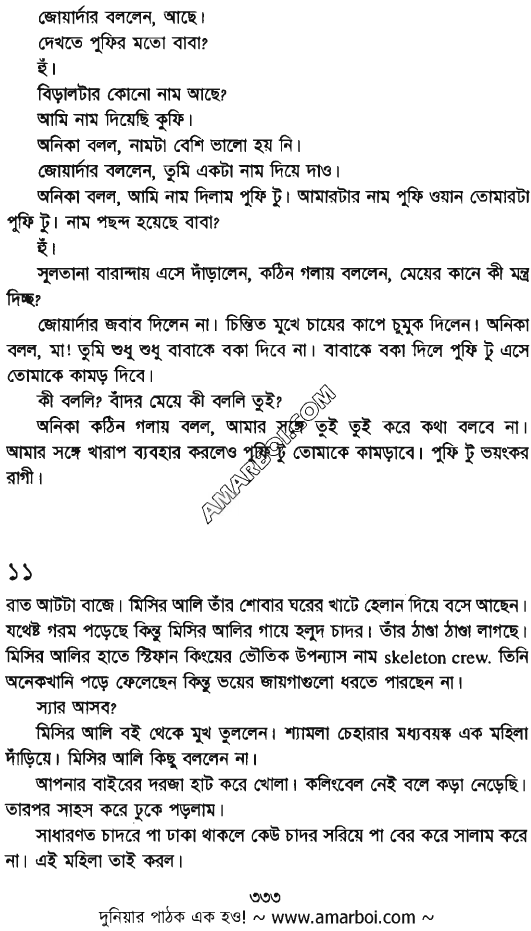 জোয়ার্দার বললেন, আছে।
দেখতে পুফির মতো বাবা?
হুঁ।
বিড়ালটার কোনো নাম আছে?
আমি নাম দিয়েছি কুফি।
অনিকা বলল, নামটা বেশি ভালো হয় নি।
জোয়ার্দার বললেন, তুমি একটা নাম দিয়ে দাও।
অনিকা বলল, আমি নাম দিলাম পুফি টু। আমারটার নাম পুফি ওয়ান তোমারটা
পুফি টু। নাম পছন্দ হয়েছে বাবা?
হুঁ।
সুলতানা বারান্দায় এসে দাঁড়ালেন, কঠিন গলায় বললেন, মেয়ের কানে কী মন্ত্র
দিচ্ছ?
জোয়ার্দার জবাব দিলেন না। চিন্তিত মুখে চায়ের কাপে চুমুক দিলেন। অনিকা
বলল, মা! তুমি শুধু শুধু বাবাকে বকা দিবে না। বাবাকে বকা দিলে পুফি টু এসে
তোমাকে কামড় দিবে।
কী বললি? বাঁদর মেয়ে কী বললি তুই?
অনিকা কঠিন গলায় বলল, আমার সঙ্গে তুই তুই করে কথা বলবে না।
আমার সঙ্গে খারাপ ব্যবহার করলেও পুফি টু তোমাকে কামড়াবে। পুফি টু ভয়ংকর
রাগী।
AMARBOI.COM
১১
রাত আটটা বাজে। মিসির আলি তাঁর শোবার ঘরের খাটে হেলান দিয়ে বসে আছেন।
যথেষ্ট গরম পড়েছে কিন্তু মিসির আলির গায়ে হলুদ চাদর। তাঁর ঠাণ্ডা ঠাণ্ডা লাগছে।
মিসির আলির হাতে স্টিফান কিংয়ের ভৌতিক উপন্যাস নাম skeleton crew. তিনি
অনেকখানি পড়ে ফেলেছেন কিন্তু ভয়ের জায়গাগুলো ধরতে পারছেন না।
স্যার আসব?
মিসির আলি বই থেকে মুখ তুললেন। শ্যামলা চেহারার মধ্যবয়স্ক এক মহিলা
দাঁড়িয়ে। মিসির আলি কিছু বললেন না।
আপনার বাইরের দরজা হাট করে খোলা। কলিংবেল নেই বলে কড়া নেড়েছি।
তারপর সাহস করে ঢুকে পড়লাম।
সাধারণত চাদরে পা ঢাকা থাকলে কেউ চাদর সরিয়ে পা বের করে সালাম করে
না। এই মহিলা তাই করল।
৩৩৩
দুনিয়ার পাঠক এক হও! ~ www.amarboi.com ~